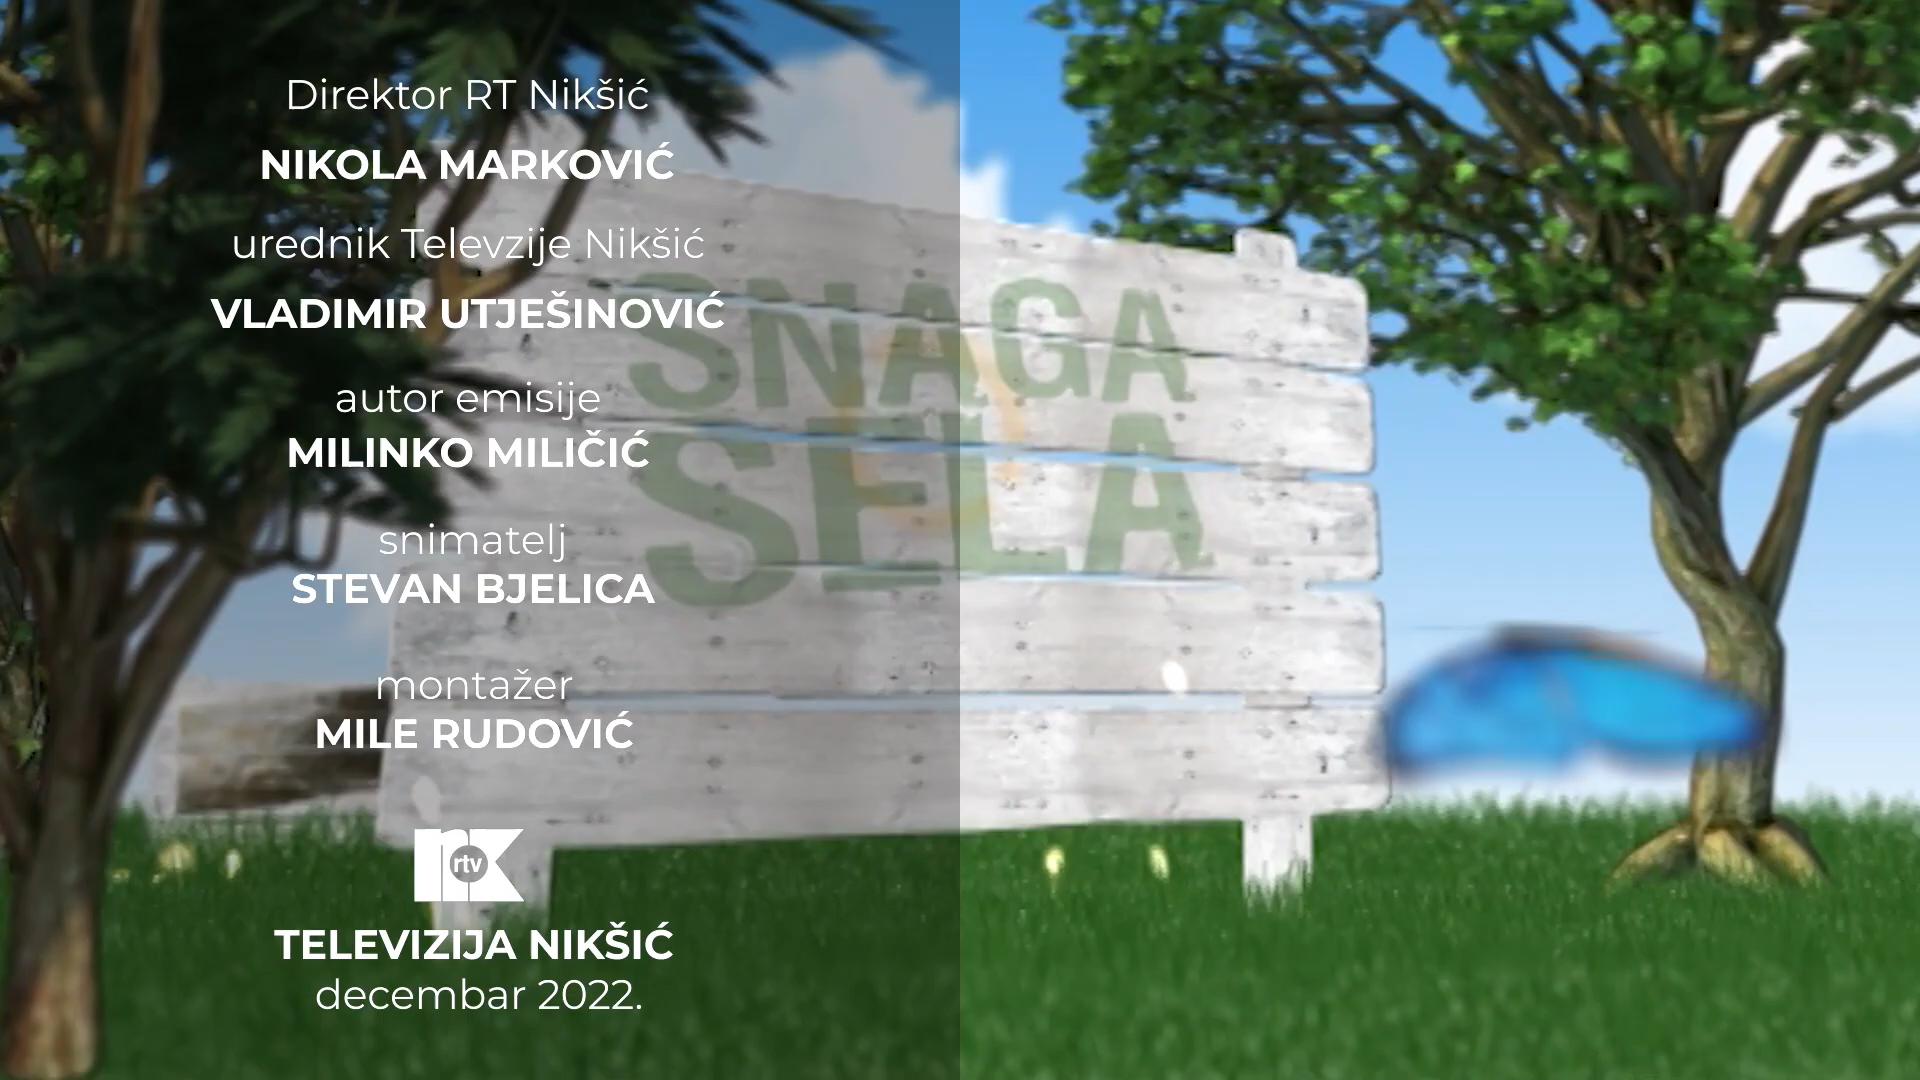 Direktor RT Nikšić
NIKOLA MARKOVIĆ
urednik Televzije Nikšić
VLADIMIR UTJEŠINOVIĆ
autor emisije
MILINKO MILIČIĆ
snimatelj
STEVAN BJELICA
montažer
MILE RUDOVIĆ
rtv
TELEVIZIJA NIKŠIĆ
decembar 2022.
SNAGA
SELA